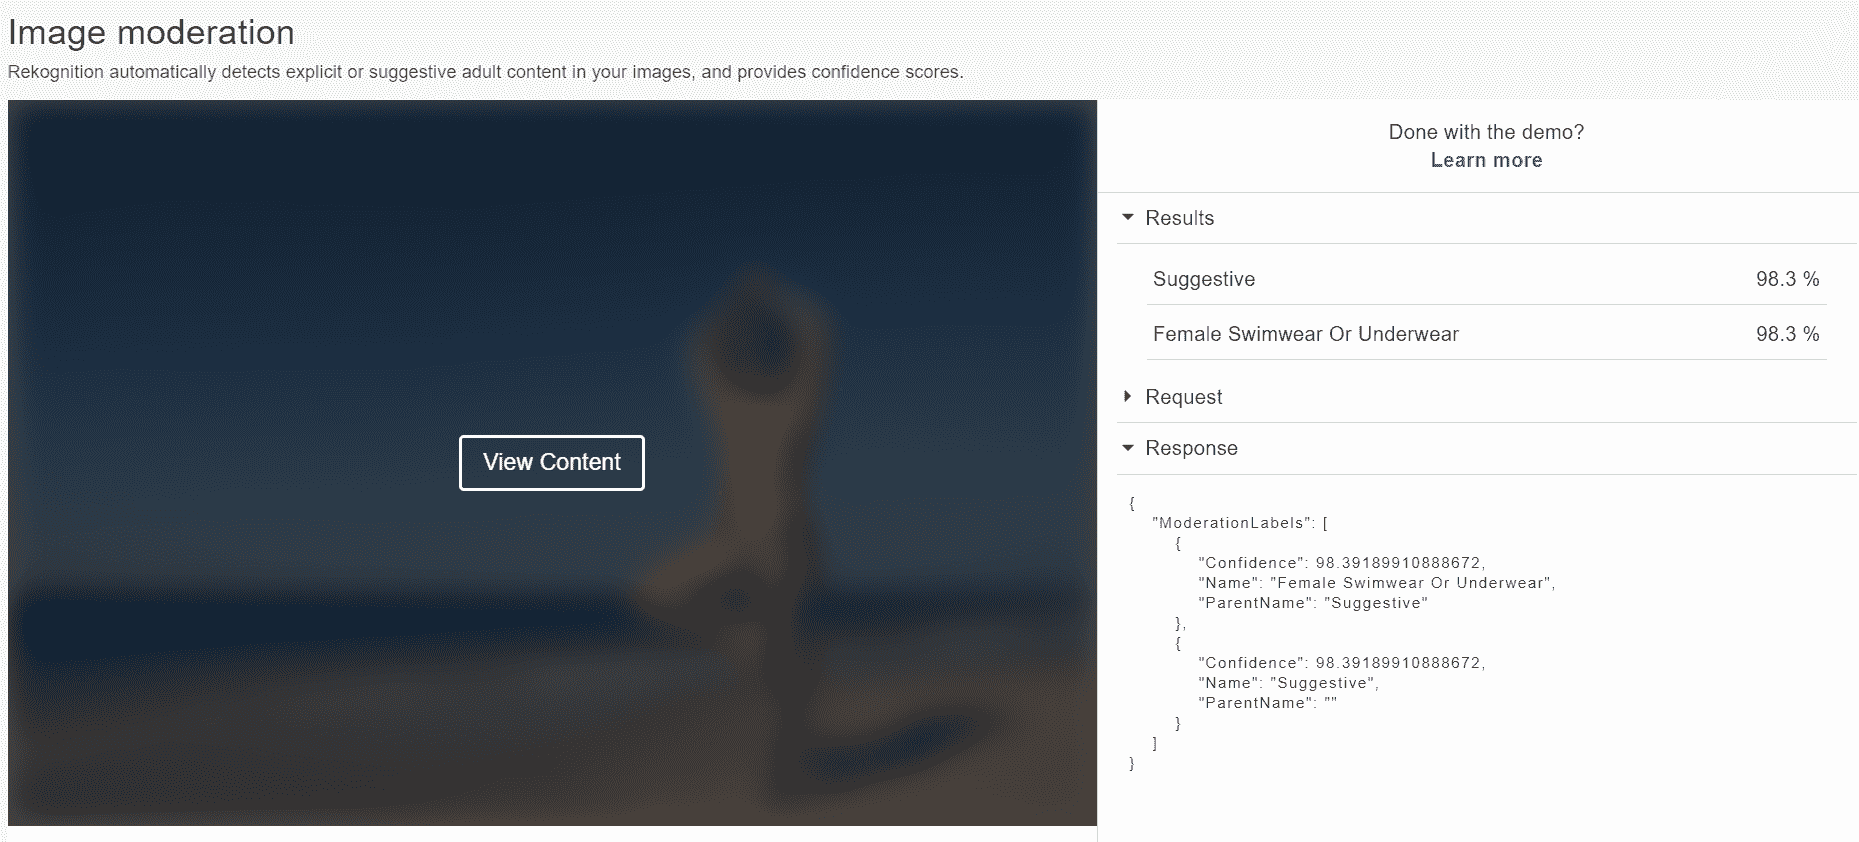 Image moderation
Rekognition automatically detects explicit or suggestive adult content in your images, and provides confidence scores.
View Content
Done with the demo?
Learn more
Results
Suggestive 98.3 %
Female Swimwear Or Underwear 98.3 %
Request
Response
{
"ModerationLabels": [
{
"Confidence": 98.39189910888672,
"Name": "Female Swimwear Or Underwear",
"ParentName": "Suggestive"
},
{
"Confidence": 98.39189910888672,
"Name": "Suggestive",
"ParentName": ""
}
]
}